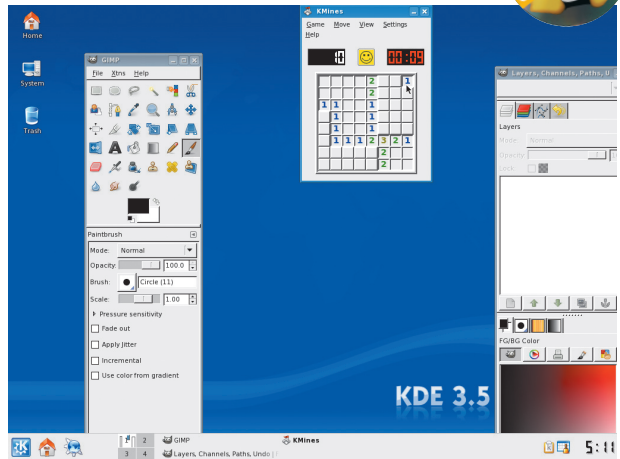 Home
System
Trash
GIMP
File Xtns Help
Paintbrush
Mode: Normal
Opacity: 100.0
Brush: Circle (11)
Scale: 1.00
Pressure sensitivity
Fade out
Apply Jitter
Incremental
Use color from gradient
KMines
Game Move View Settings
Help
10 00:09
2 1
2
1 1 1
1 1
1 1
1 1 1 2 3 2 1
2
2
Layers, Channels, Paths, U
Layers
Mode: Normal
Opacity:
Lock:
FG/BG Color
KDE 3.5
1 2 GIMP KMines
3 4 Layers, Channels, Paths, Undo
5:11